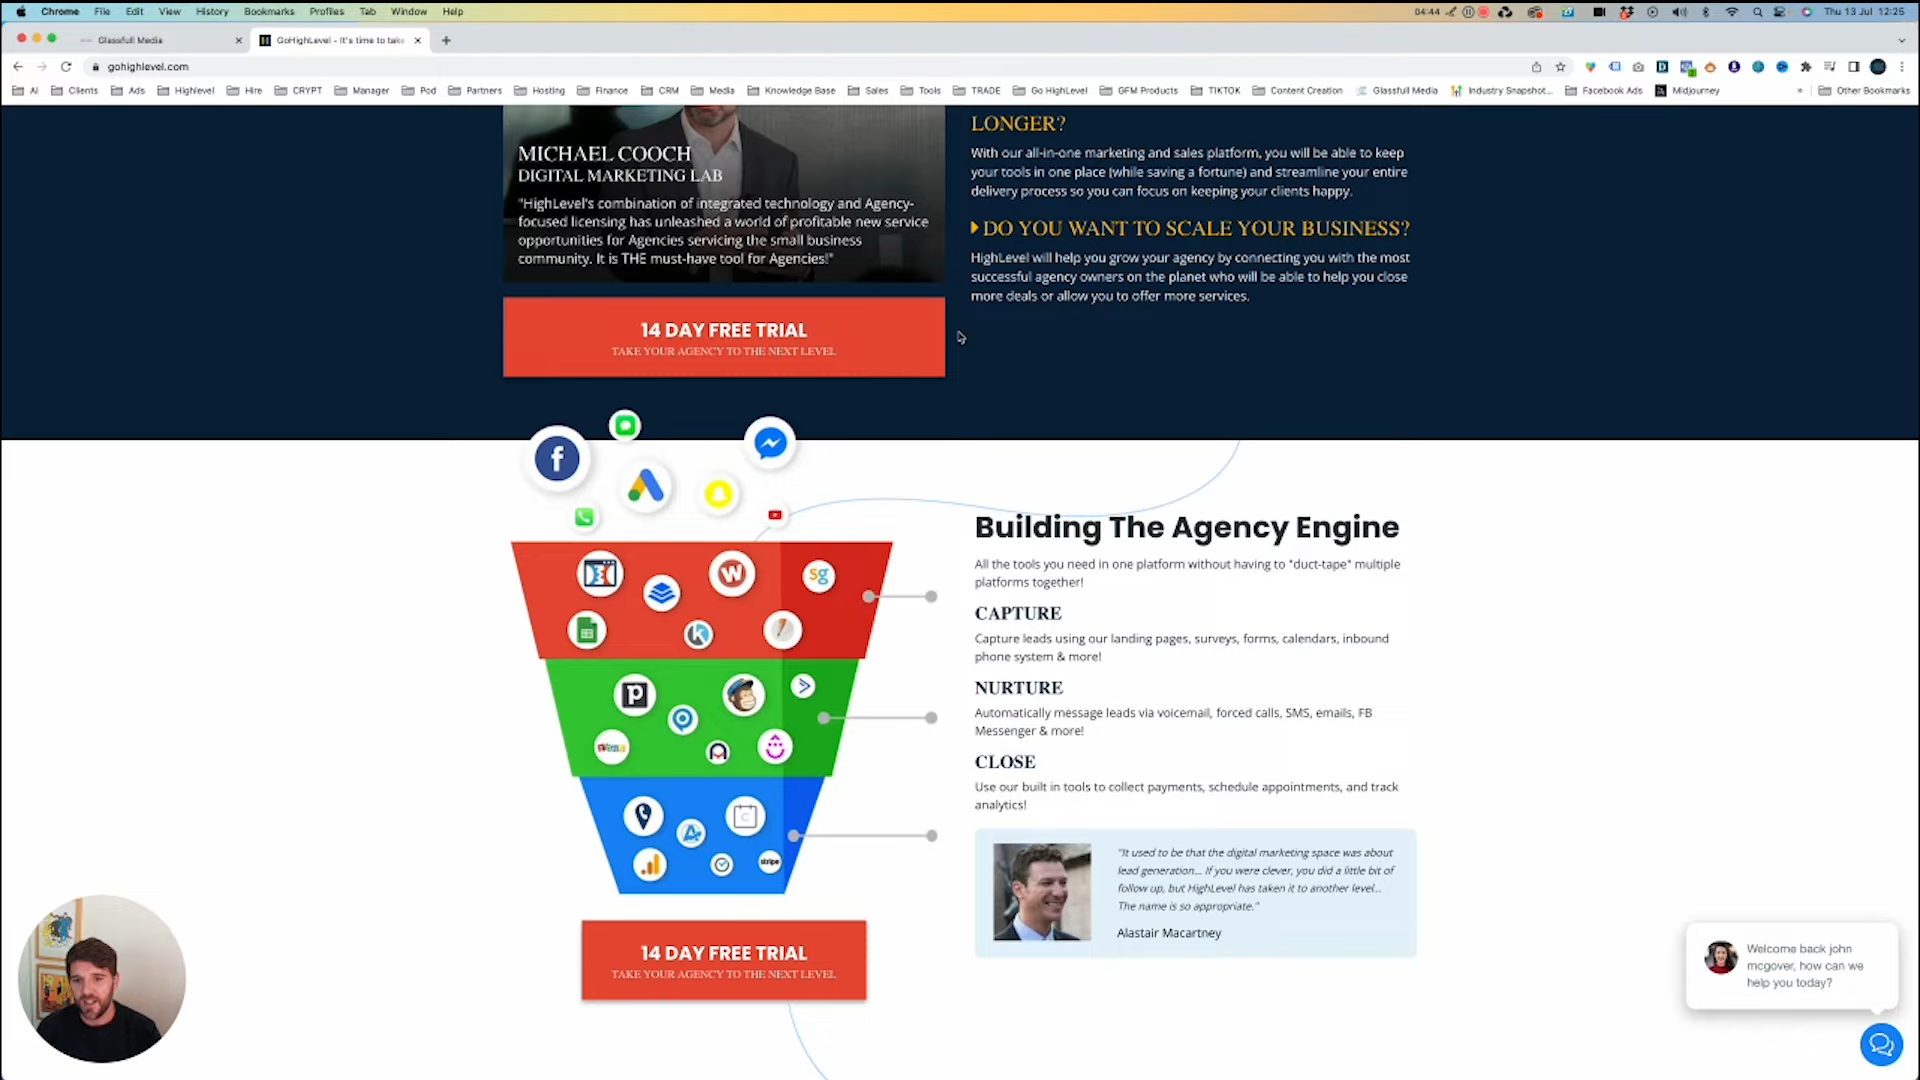 Chrome File Edit View History Bookmarks Profiles Tab Window Help
04:44
Thu 13 Jul 12:25
Glassfull Media
GoHighLevel - It's time to take
gohighlevel.com
AI Clients Ads Highlevel Hire CRYPT Manager Pod Partners Hosting Finance CRM Media Knowledge Base Sales Tools TRADE Go HighLevel GFM Products TIKTOK Content Creation Glassfull Media Industry Snapshot... Facebook Ads Midjourney » Other Bookmarks
MICHAEL COOCH
DIGITAL MARKETING LAB
"HighLevel's combination of integrated technology and Agency-
focused licensing has unleashed a world of profitable new service
opportunities for Agencies servicing the small business
community. It is THE must-have tool for Agencies!"
14 DAY FREE TRIAL
TAKE YOUR AGENCY TO THE NEXT LEVEL
LONGER?
With our all-in-one marketing and sales platform, you will be able to keep
your tools in one place (while saving a fortune) and streamline your entire
delivery process so you can focus on keeping your clients happy.
DO YOU WANT TO SCALE YOUR BUSINESS?
HighLevel will help you grow your agency by connecting you with the most
successful agency owners on the planet who will be able to help you close
more deals or allow you to offer more services.
sg
stripe
14 DAY FREE TRIAL
TAKE YOUR AGENCY TO THE NEXT LEVEL
Building The Agency Engine
All the tools you need in one platform without having to "duct-tape" multiple
platforms together!
CAPTURE
Capture leads using our landing pages, surveys, forms, calendars, inbound
phone system & more!
NURTURE
Automatically message leads via voicemail, forced calls, SMS, emails, FB
Messenger & more!
CLOSE
Use our built in tools to collect payments, schedule appointments, and track
analytics!
"It used to be that the digital marketing space was about
lead generation... If you were clever, you did a little bit of
follow up, but HighLevel has taken it to another level...
The name is so appropriate."
Alastair Macartney
Welcome back john
mcgover, how can we
help you today?